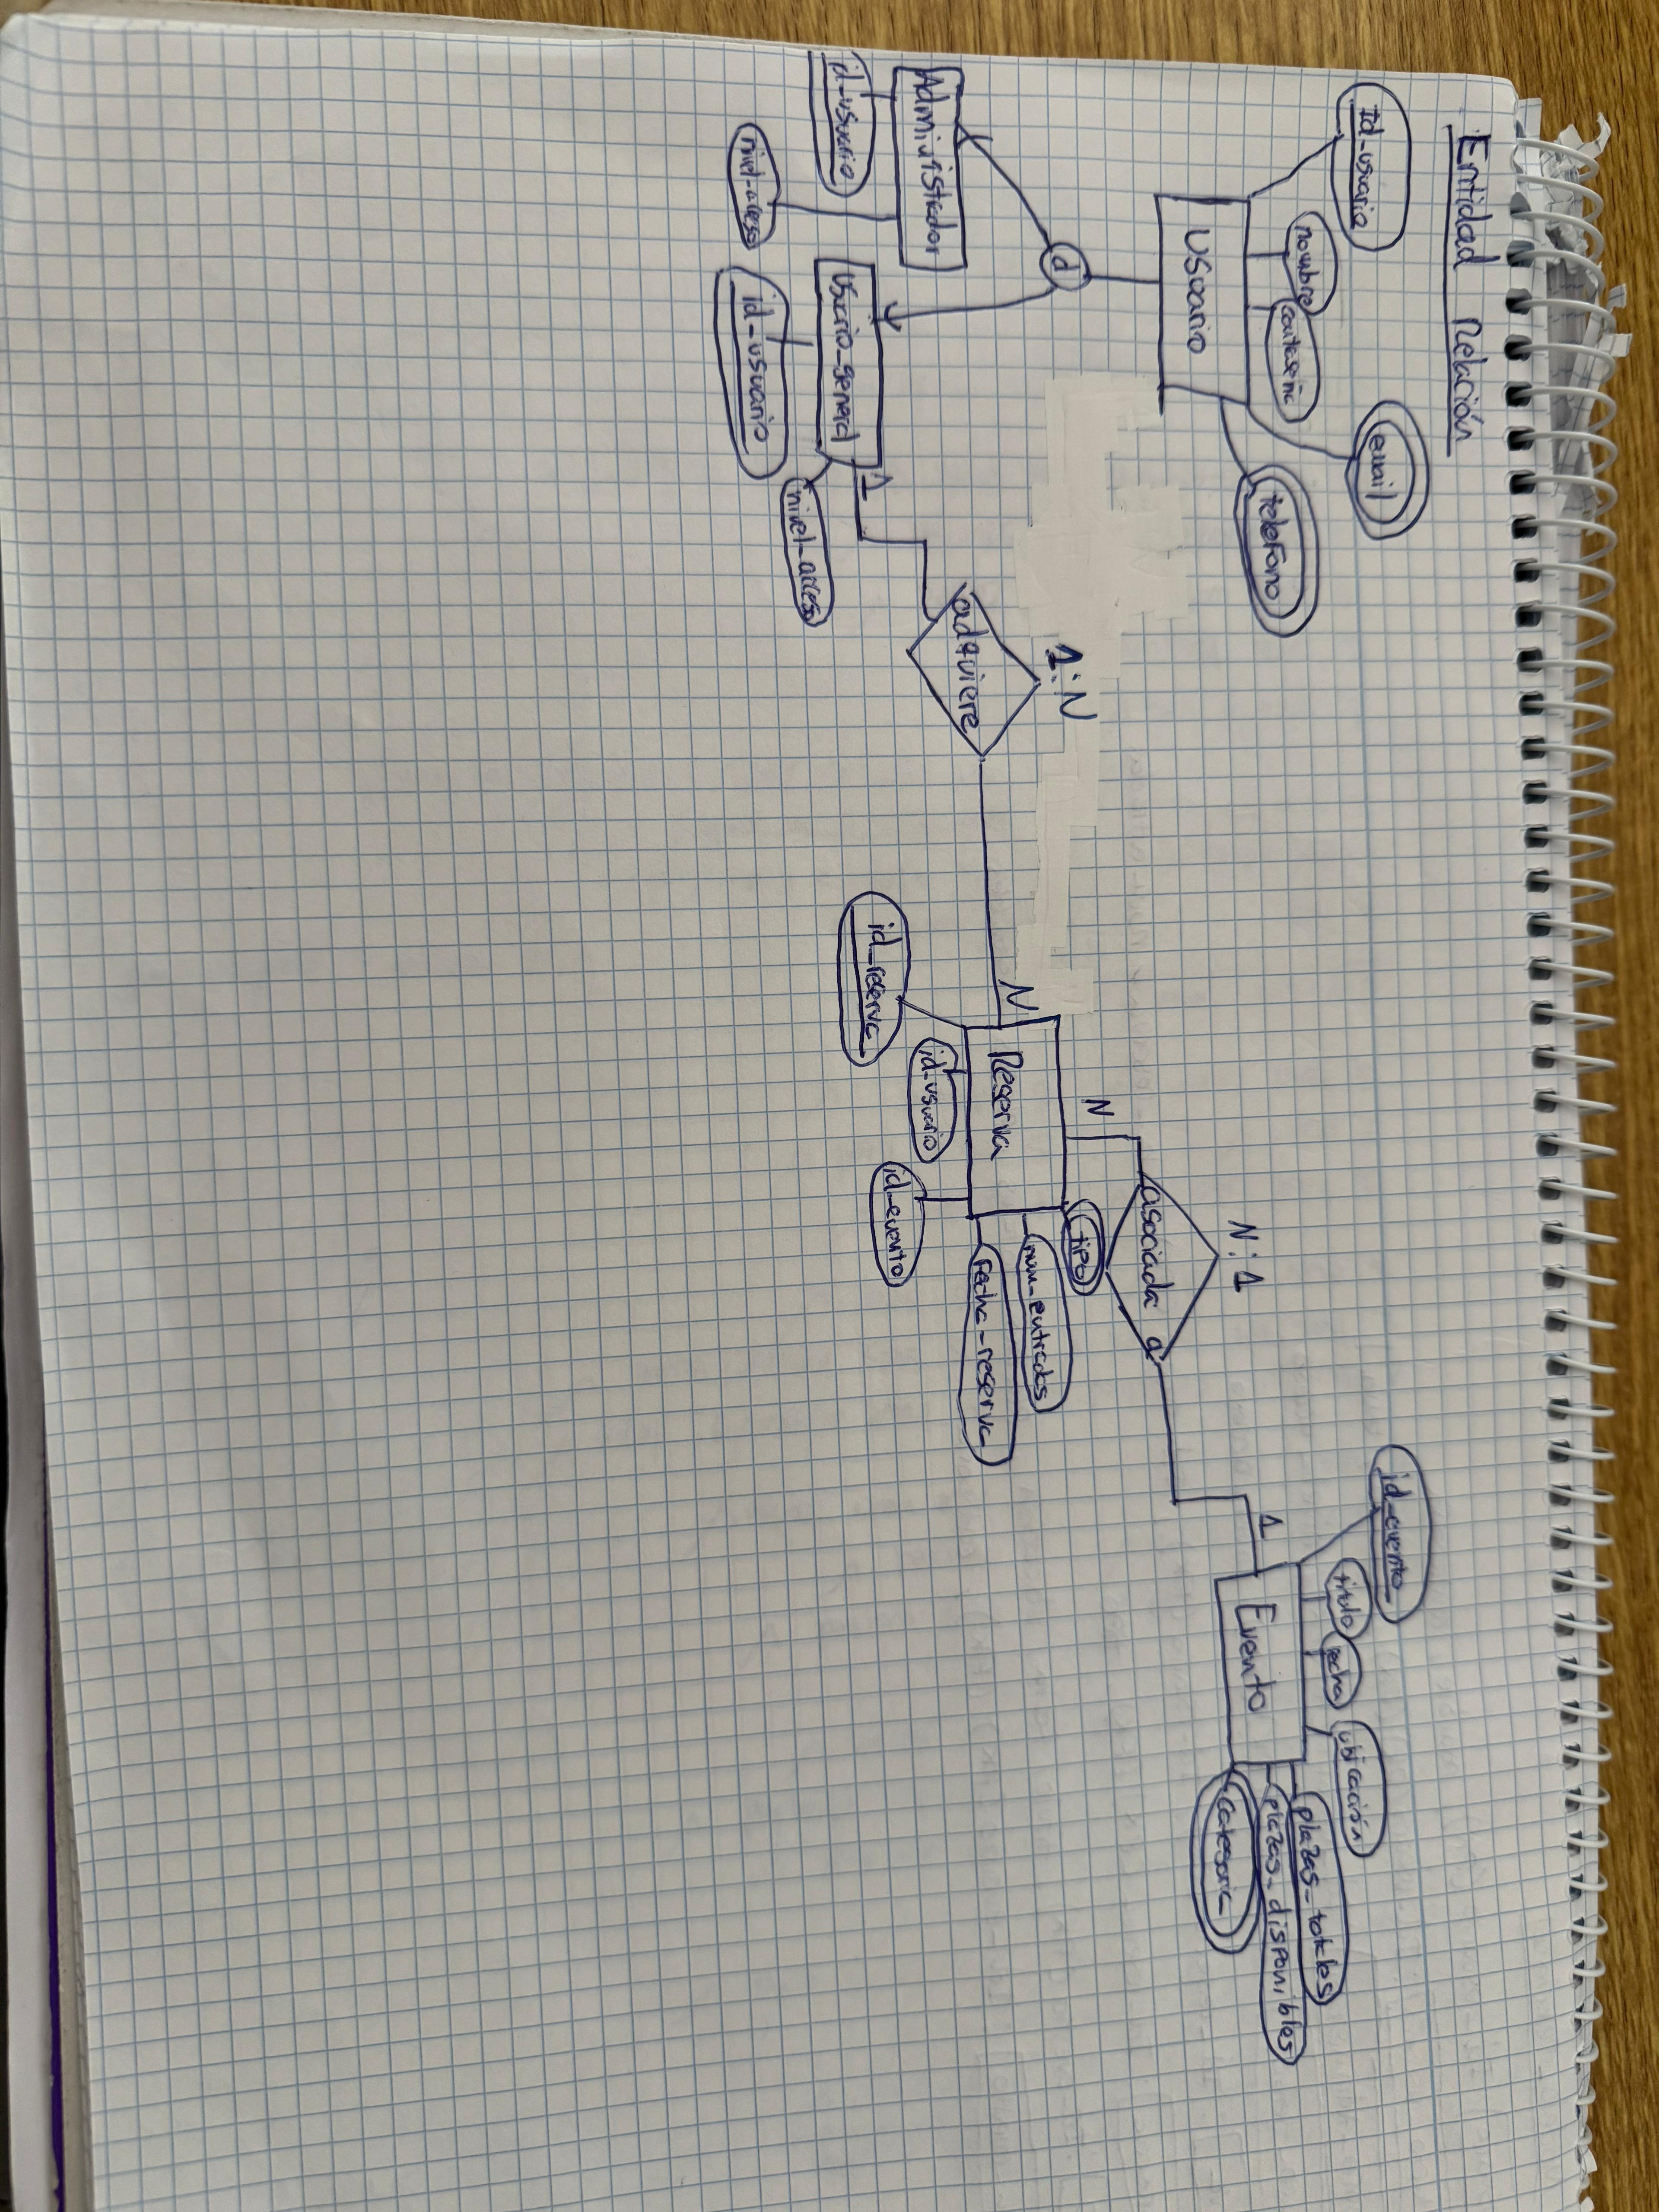 Entidad Relación
Id_usuario
nombre
contraseña
email
teléfono
Usuario
d
Administrador
id_usuario
nivel_acceso
Usuario_general
id_usuario
nivel_acceso
1
1:N
adquiere
N
Reserva
tipo
num_entradas
Fecha_reserva
id_usuario
id_evento
id_reserva
N
N:1
asociada a
1
Evento
id_evento
titulo
fecha
ubicación
plazas_totales
plazas_disponibles
categoria